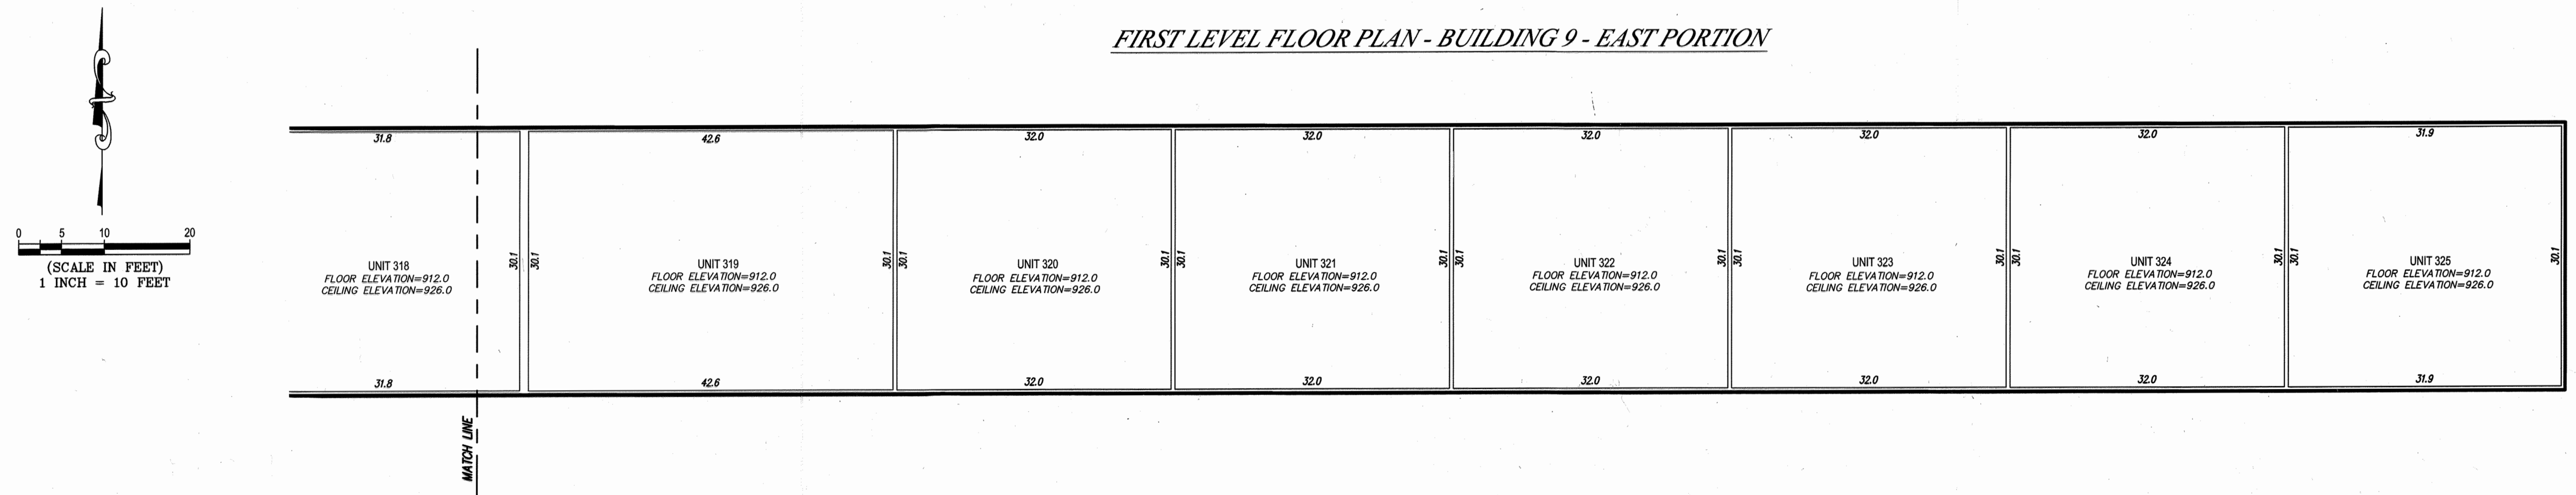 FIRST LEVEL FLOOR PLAN - BUILDING 9 - EAST PORTION
0 5 10 20
(SCALE IN FEET)
1 INCH = 10 FEET
MATCH LINE
31.8
30.1
UNIT 318
FLOOR ELEVATION=912.0
CEILING ELEVATION=926.0
31.8
42.6
30.1
30.1
UNIT 319
FLOOR ELEVATION=912.0
CEILING ELEVATION=926.0
42.6
32.0
30.1
30.1
UNIT 320
FLOOR ELEVATION=912.0
CEILING ELEVATION=926.0
32.0
32.0
30.1
30.1
UNIT 321
FLOOR ELEVATION=912.0
CEILING ELEVATION=926.0
32.0
32.0
30.1
30.1
UNIT 322
FLOOR ELEVATION=912.0
CEILING ELEVATION=926.0
32.0
32.0
30.1
30.1
UNIT 323
FLOOR ELEVATION=912.0
CEILING ELEVATION=926.0
32.0
32.0
30.1
30.1
UNIT 324
FLOOR ELEVATION=912.0
CEILING ELEVATION=926.0
32.0
31.9
30.1
30.1
UNIT 325
FLOOR ELEVATION=912.0
CEILING ELEVATION=926.0
31.9